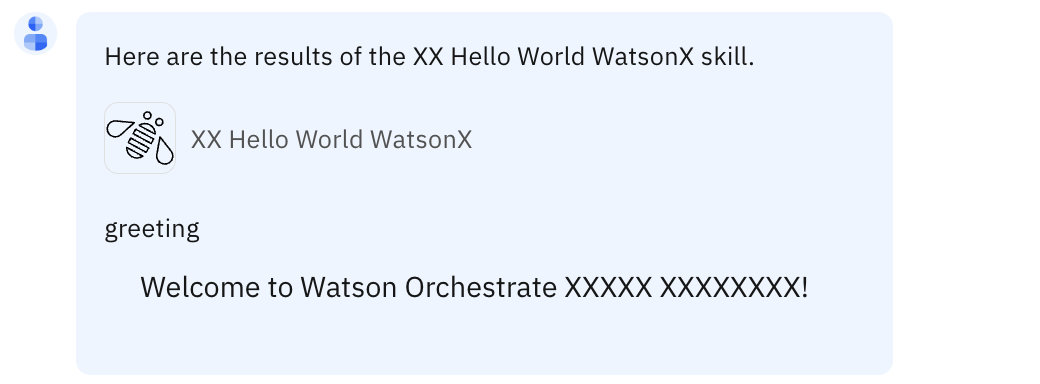 Here are the results of the XX Hello World WatsonX skill.
XX Hello World WatsonX
greeting
Welcome to Watson Orchestrate XXXXX XXXXXXXX!